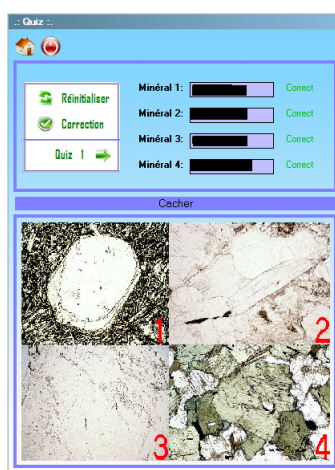 .: Quiz :.
Réinitialiser
Correction
Quiz 1
Minéral 1: Correct
Minéral 2: Correct
Minéral 3: Correct
Minéral 4: Correct
Cacher
1
2
3
4